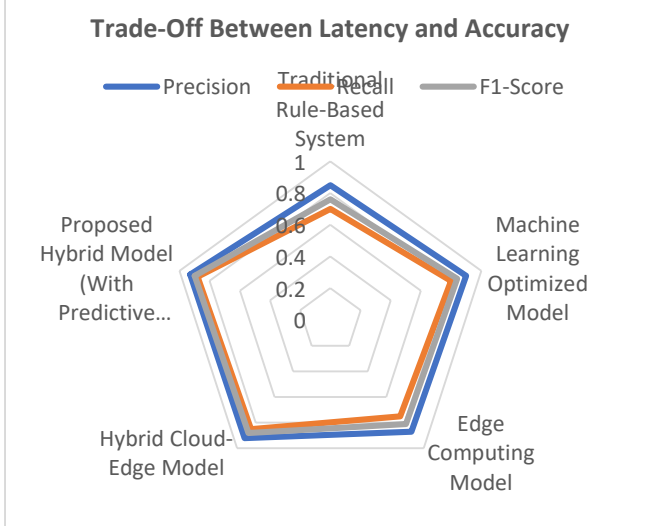 Trade-Off Between Latency and Accuracy
Precision
Recall
F1-Score
Traditional
Rule-Based
System
1
0.8
0.6
0.4
0.2
0
Machine
Learning
Optimized
Model
Edge
Computing
Model
Hybrid Cloud-
Edge Model
Proposed
Hybrid Model
(With
Predictive…